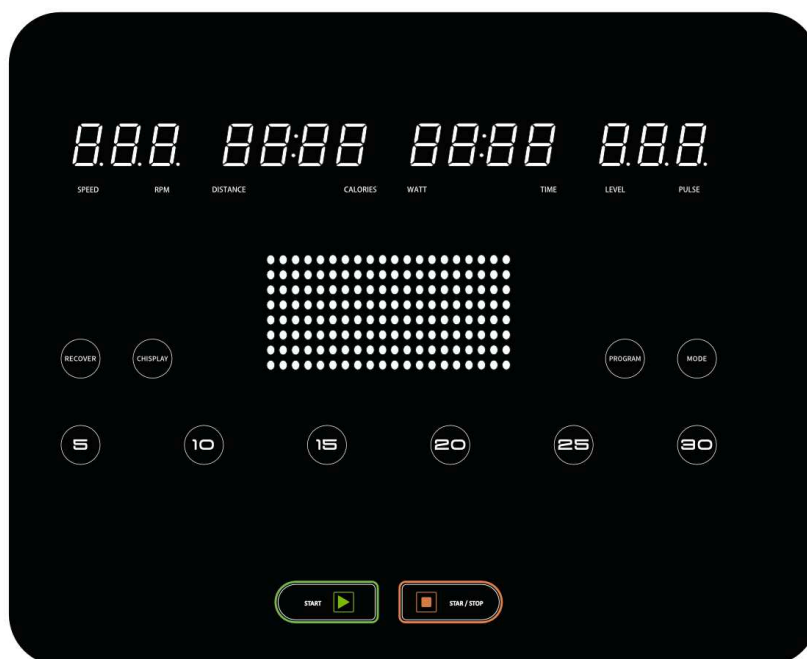 8.8.8. 88:88 88:88 8.8.8.
SPEED RPM DISTANCE CALORIES WATT TIME LEVEL PULSE
RECOVER CHISPLAY PROGRAM MODE
5 10 15 20 25 30
START STAR / STOP